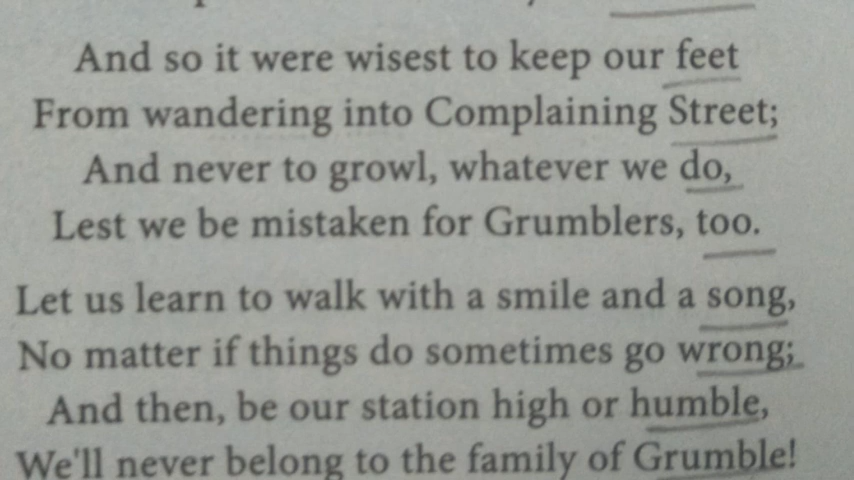 And so it were wisest to keep our feet
From wandering into Complaining Street;
And never to growl, whatever we do,
Lest we be mistaken for Grumblers, too.
Let us learn to walk with a smile and a song,
No matter if things do sometimes go wrong;
And then, be our station high or humble,
We'll never belong to the family of Grumble!